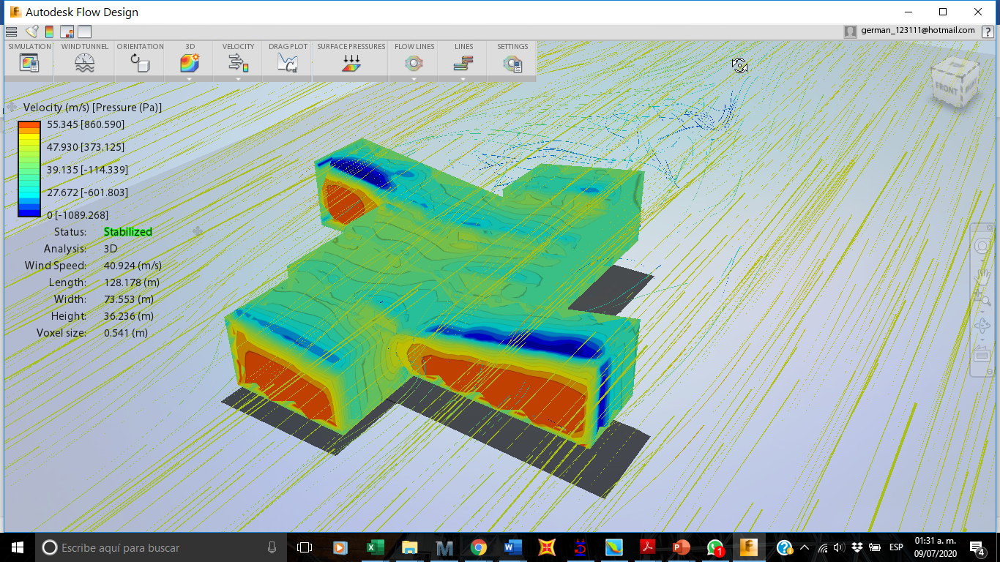 Autodesk Flow Design
german_123111@hotmail.com
?
SIMULATION WIND TUNNEL ORIENTATION 3D VELOCITY DRAG PLOT SURFACE PRESSURES FLOW LINES LINES SETTINGS
Cd
FRONT
Velocity (m/s) [Pressure (Pa)]
55.345 [860.590]
47.930 [373.125]
39.135 [-114.339]
27.672 [-601.803]
0 [-1089.268]
Status: Stabilized
Analysis: 3D
Wind Speed: 40.924 (m/s)
Length: 128.178 (m)
Width: 73.553 (m)
Height: 36.236 (m)
Voxel size: 0.541 (m)
Escribe aquí para buscar
1
ESP
01:31 a. m.
09/07/2020
4